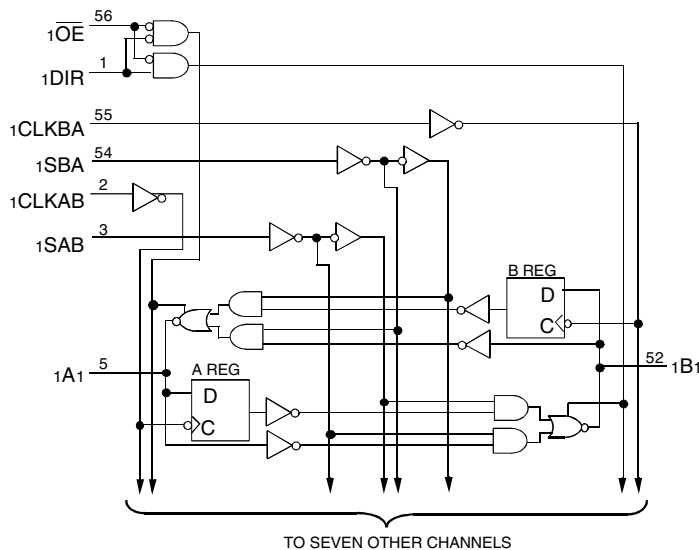 56
1OE
1
1DIR
55
1CLKBA
54
1SBA
2
1CLKAB
3
1SAB
B REG
D
C
5
1A1
52
1B1
A REG
D
C
TO SEVEN OTHER CHANNELS